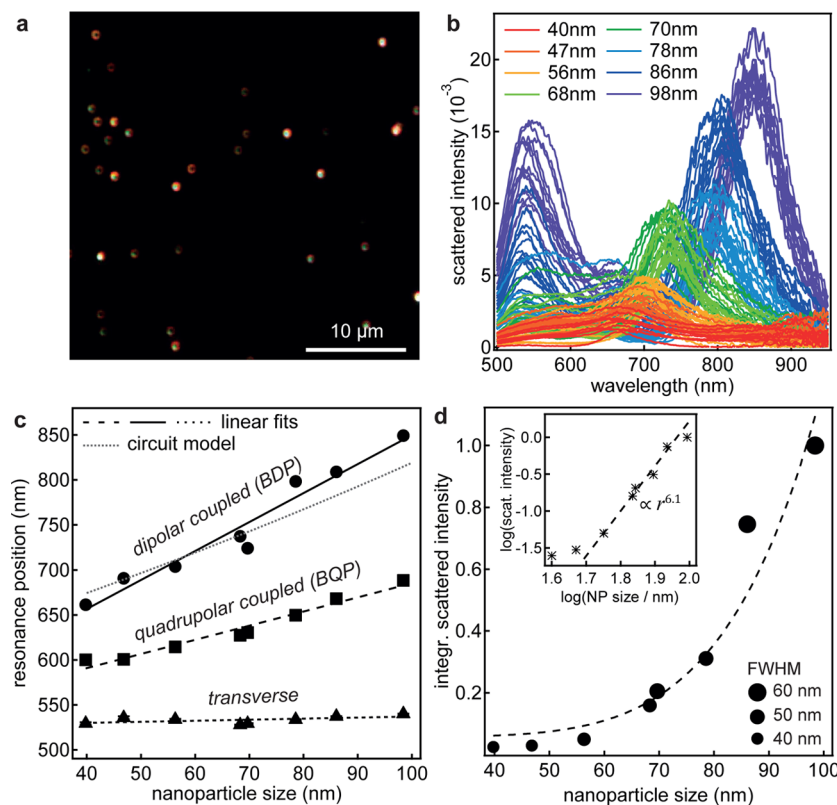 a
10 µm
b
40nm 70nm
47nm 78nm
56nm 86nm
68nm 98nm
scattered intensity (10⁻³)
20
15
10
5
0
500 600 700 800 900
wavelength (nm)
c
linear fits
circuit model
dipolar coupled (BDP)
quadrupolar coupled (BQP)
transverse
resonance position (nm)
850
800
750
700
650
600
550
500
40 50 60 70 80 90 100
nanoparticle size (nm)
d
integr. scattered intensity
1.0
0.8
0.6
0.4
0.2
40 50 60 70 80 90 100
nanoparticle size (nm)
log(scat. intensity)
0.0
-0.5
-1.0
-1.5
1.6 1.7 1.8 1.9 2.0
log(NP size / nm)
∝ r⁶·¹
FWHM
60 nm
50 nm
40 nm